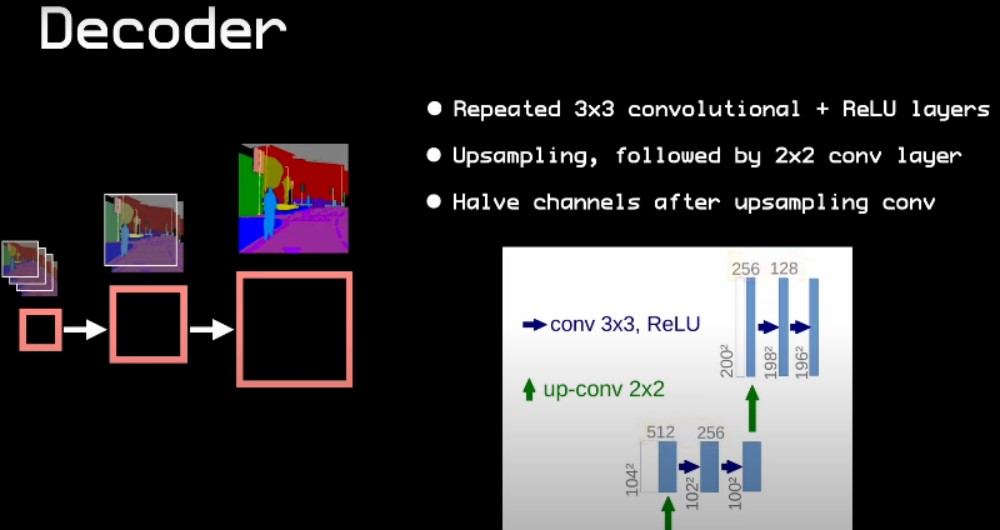 Decoder
● Repeated 3x3 convolutional + ReLU layers
● Upsampling, followed by 2x2 conv layer
● Halve channels after upsampling conv
256 128
conv 3x3, ReLU
200² 198² 196²
up-conv 2x2
512 256
104² 102² 100²